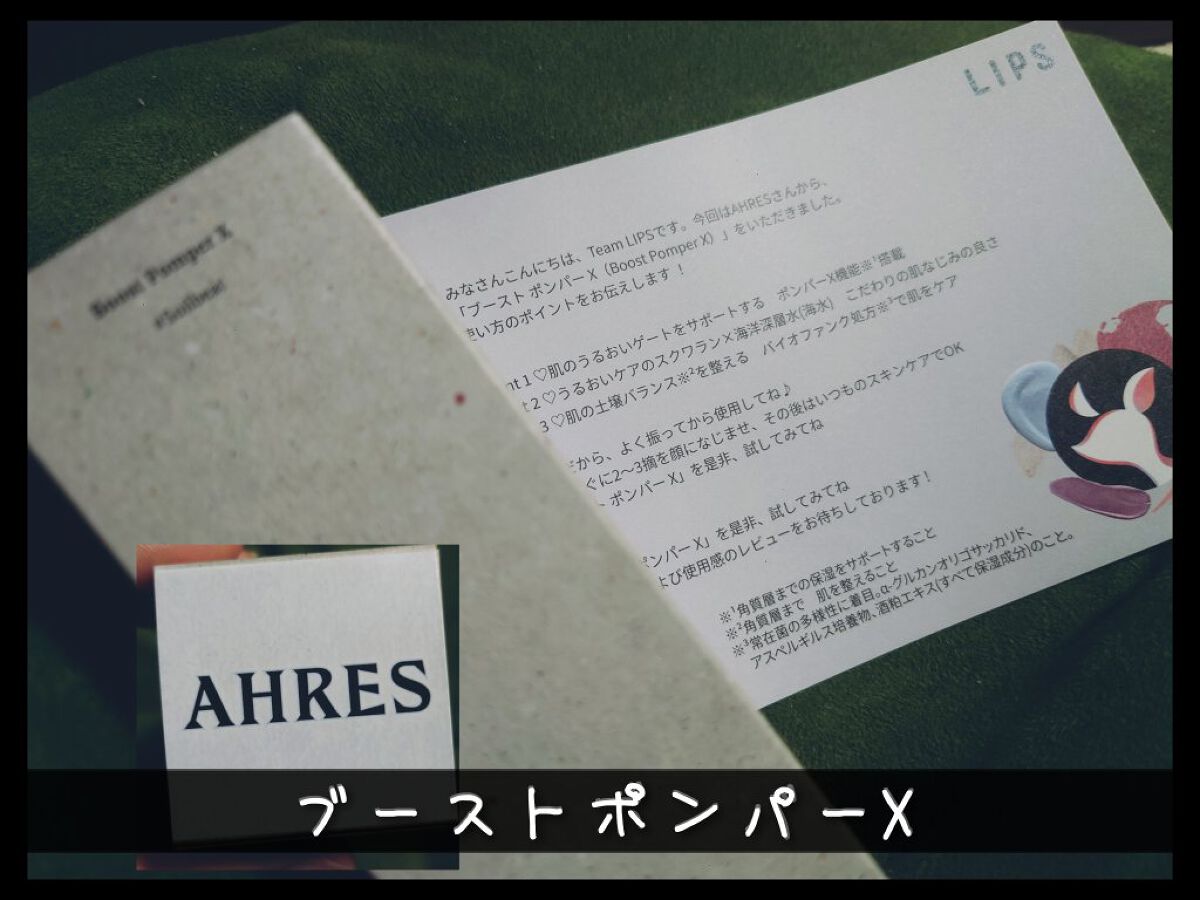 LIPS
みなさんこんにちは、Team LIPSです。今回はAHRESさんから、
「ブースト ポンパー X（Boost Pomper X）」をいただきました。
使い方のポイントをお伝えします！
nt 1 ♡肌のうるおいゲートをサポートする ポンパーX機能※¹搭載
t 2 ♡うるおいケアのスクワラン×海洋深層水(海水) こだわりの肌なじみの良さ
3 ♡肌の土壌バランス※²を整える バイオファンク処方※³で肌をケア
から、よく振ってから使用してね♪
ぐに2〜3摘を顔になじませ、その後はいつものスキンケアでOK
ト ポンパー X」を是非、試してみてね
ポンパー X」を是非、試してみてね
よび使用感のレビューをお待ちしております！
※¹角質層までの保湿をサポートすること
※²角質層まで 肌を整えること
※³常在菌の多様性に着目。α-グルカンオリゴサッカリド、
アスペルギルス培養物、酒粕エキス(すべて保湿成分)のこと。
Boost Pomper X
#Soilbeat
AHRES
ブーストポンパーX